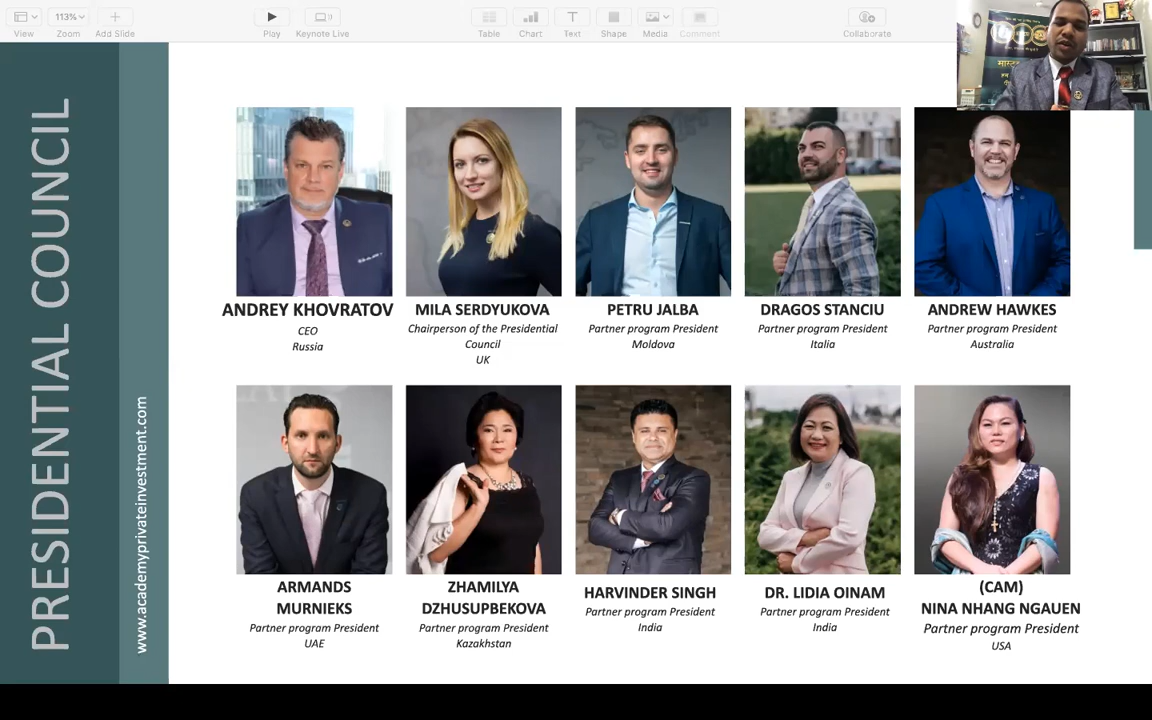 113%
View
Zoom
Add Slide
Play
Keynote Live
Table
Chart
Text
Shape
Media
Comment
Collaborate
PRESIDENTIAL COUNCIL
www.academyprivateinvestment.com
ANDREY KHOVRATOV
CEO
Russia
MILA SERDYUKOVA
Chairperson of the Presidential
Council
UK
PETRU JALBA
Partner program President
Moldova
DRAGOS STANCIU
Partner program President
Italia
ANDREW HAWKES
Partner program President
Australia
ARMANDS
MURNIEKS
Partner program President
UAE
ZHAMILYA
DZHUSUPBEKOVA
Partner program President
Kazakhstan
HARVINDER SINGH
Partner program President
India
DR. LIDIA OINAM
Partner program President
India
(CAM)
NINA NHANG NGAUEN
Partner program President
USA